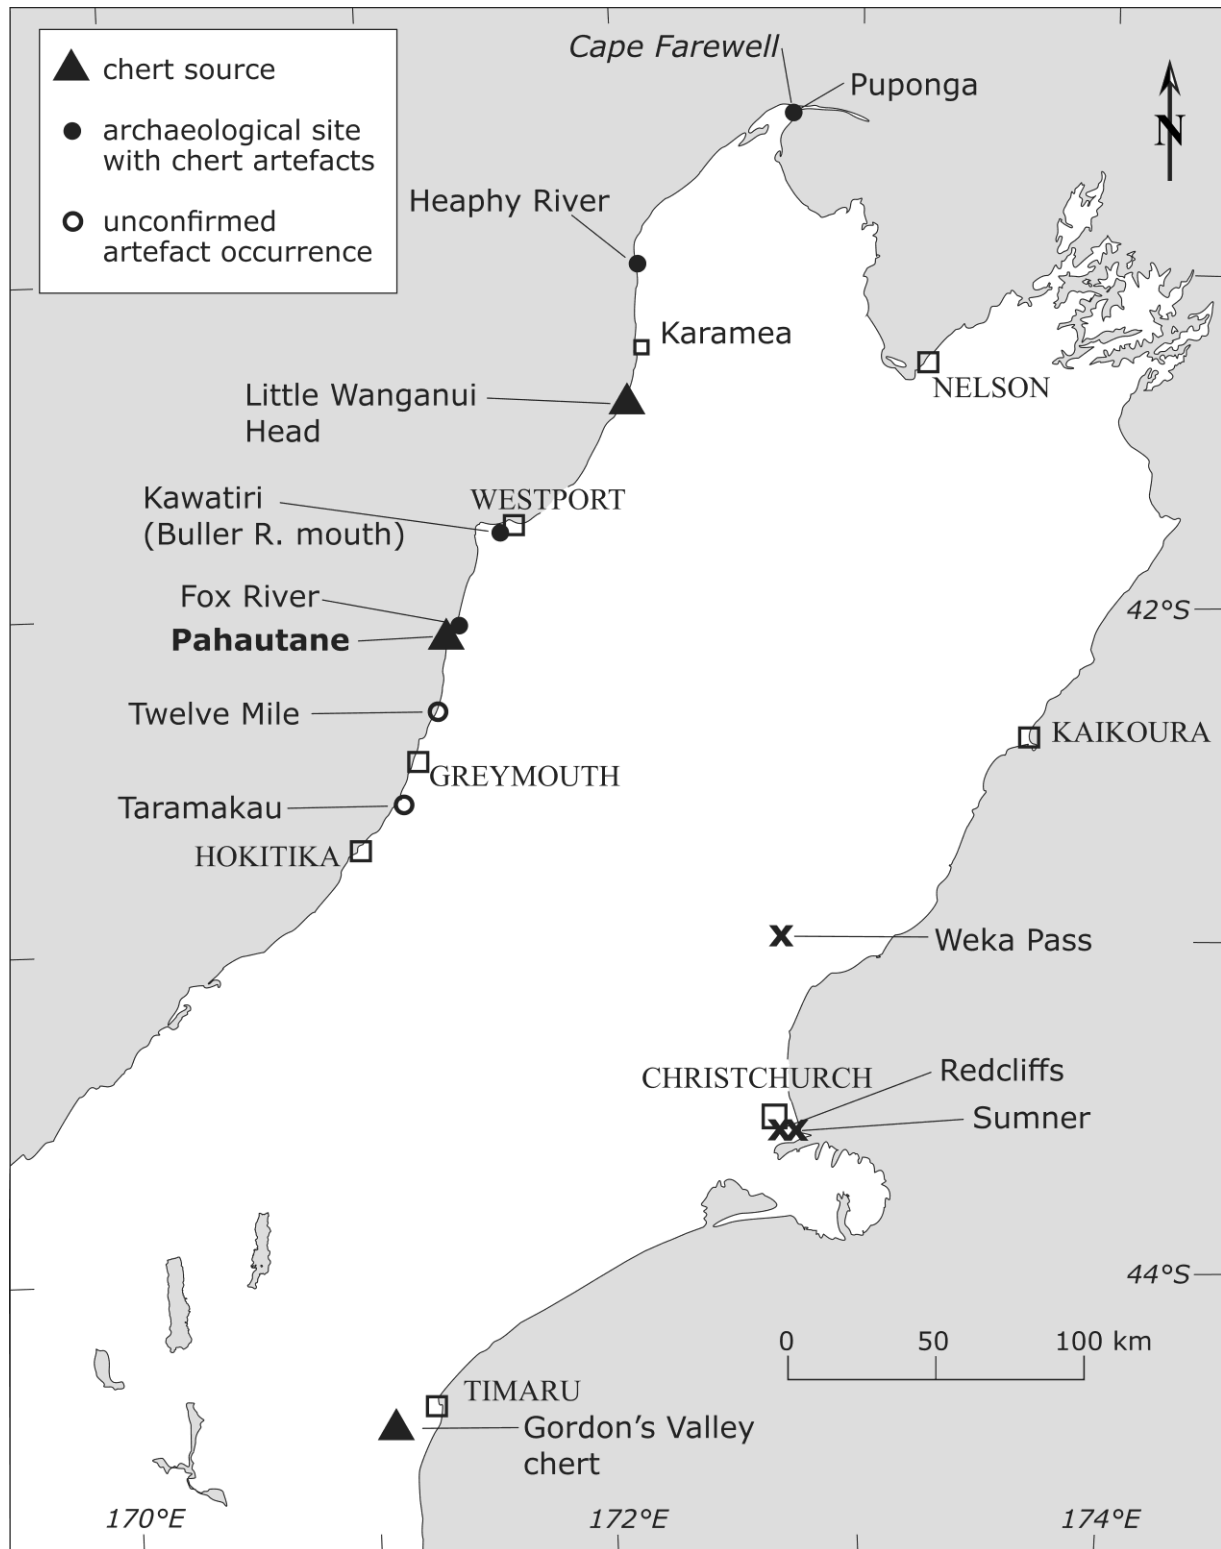 chert source
archaeological site
with chert artefacts
unconfirmed
artefact occurrence
Cape Farewell
Puponga
N
Heaphy River
Karamea
NELSON
Little Wanganui
Head
Kawatiri
(Buller R. mouth)
WESTPORT
Fox River
Pahautane
42°S
Twelve Mile
KAIKOURA
GREYMOUTH
Taramakau
HOKITIKA
Weka Pass
Redcliffs
CHRISTCHURCH
Sumner
44°S
0 50 100 km
TIMARU
Gordon’s Valley
chert
170°E 172°E 174°E